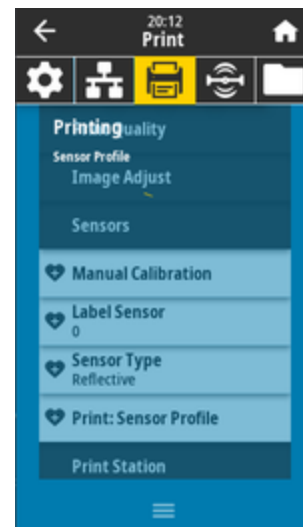 20:12
Print
Printing
Sensor Profile
Image Adjust
Sensors
Manual Calibration
Label Sensor
0
Sensor Type
Reflective
Print: Sensor Profile
Print Station